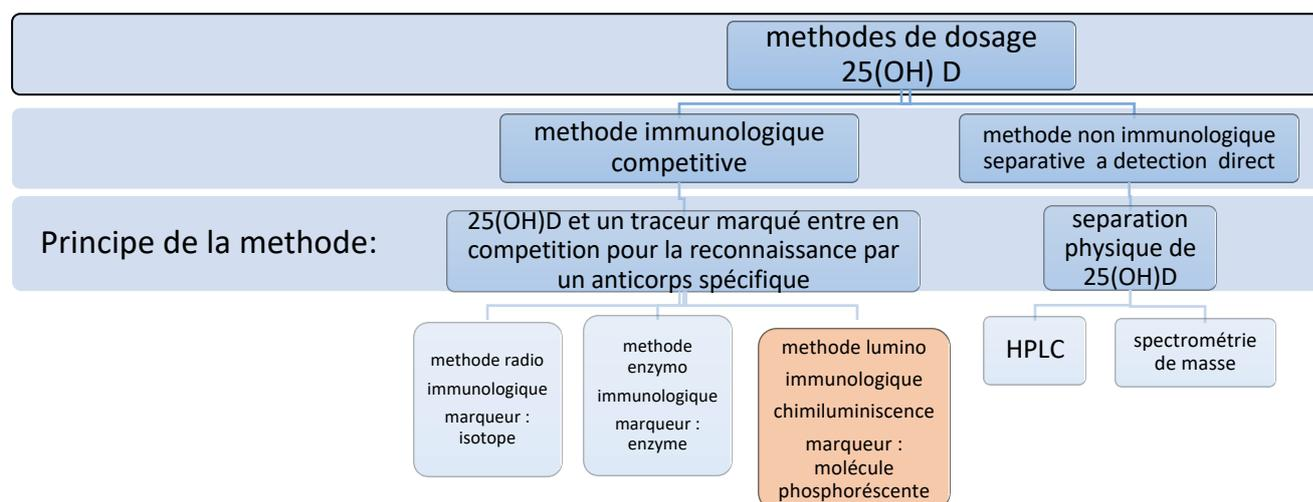 methodes de dosage
25(OH) D
methode immunologique
competitive
methode non immunologique
separative a detection direct
Principe de la methode:
25(OH)D et un traceur marqué entre en
competition pour la reconnaissance par
un anticorps spécifique
separation
physique de
25(OH)D
methode radio
immunologique
marqueur :
isotope
methode
enzymo
immunologique
marqueur :
enzyme
methode lumino
immunologique
chimiluminiscence
marqueur :
molécule
phosphoréscente
HPLC
spectrométrie
de masse